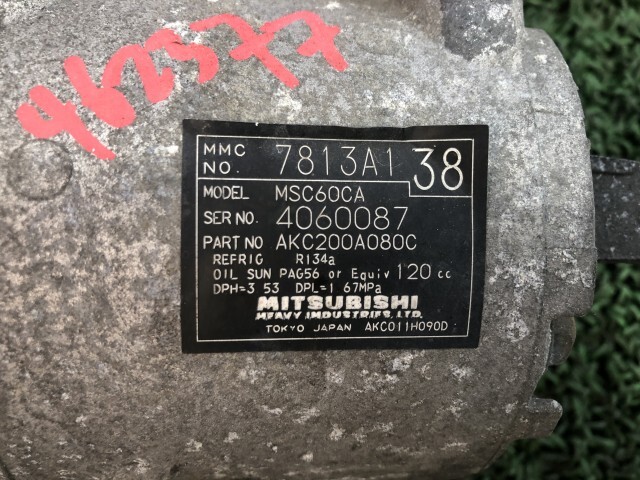 962377
MMC NO. 7813A1 38
MODEL MSC60CA
SER NO. 4060087
PART NO AKC200A080C
REFRIG R134a
OIL SUN PAG56 or Equiv 120 cc
DPH=3 53 DPL=1 67MPa
MITSUBISHI
HEAVY INDUSTRIES, LTD.
TOKYO JAPAN AKC011H090D